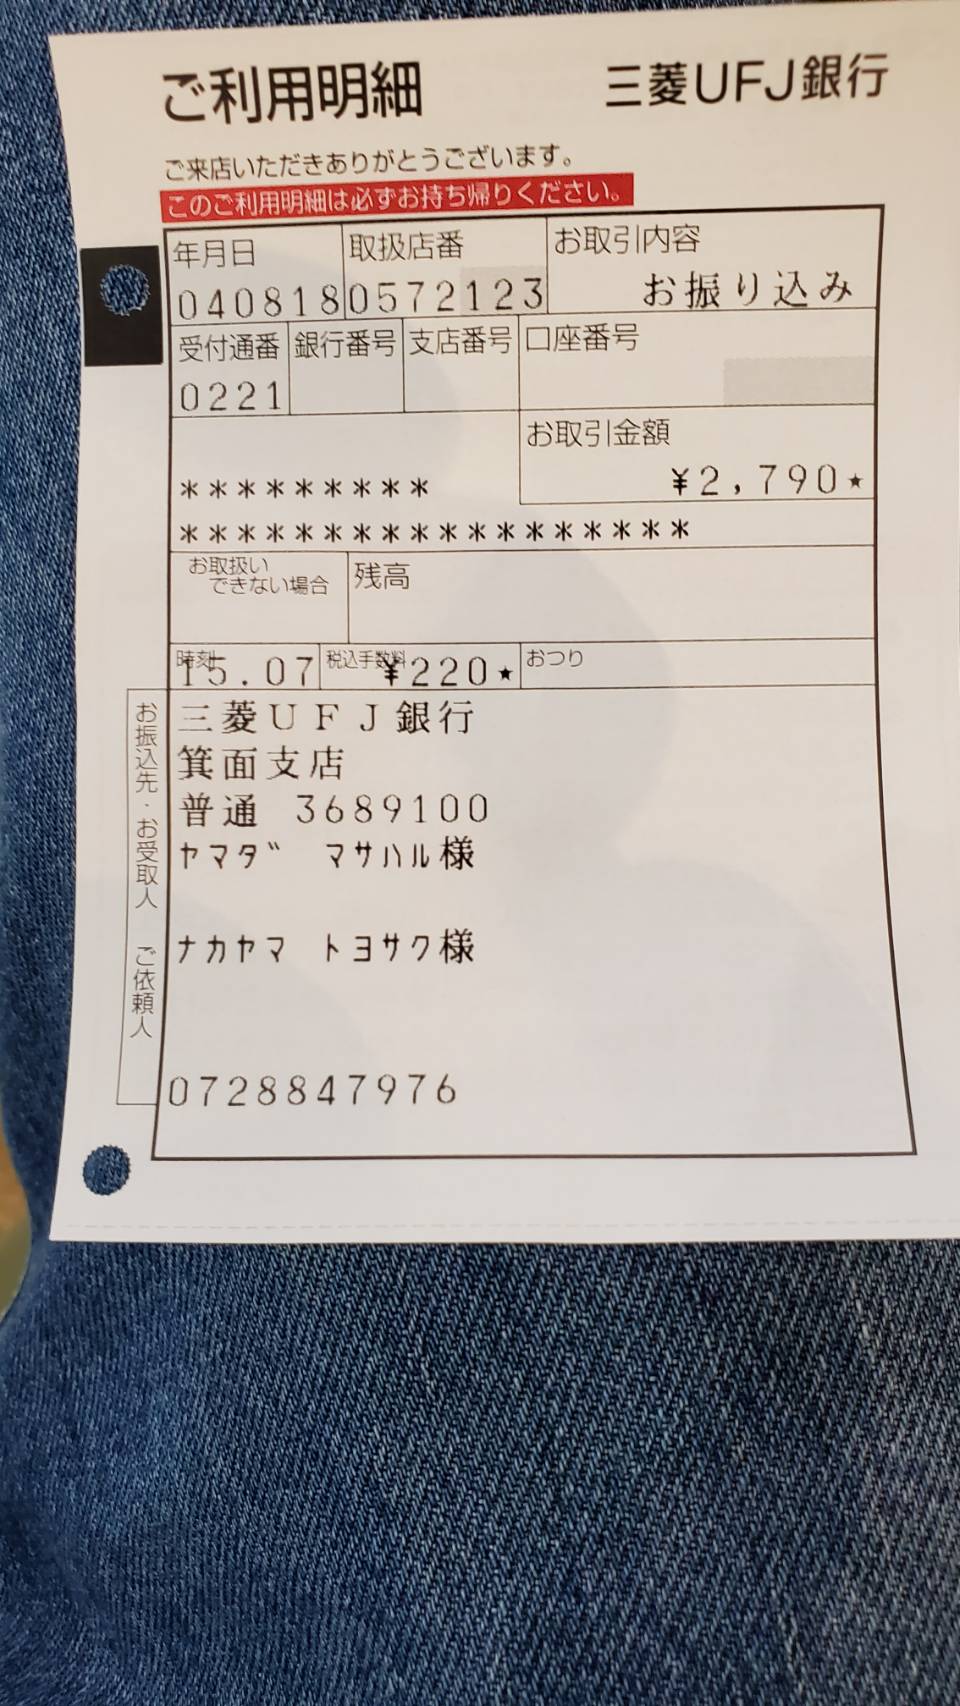 ご利用明細 三菱UFJ銀行
ご来店いただきありがとうございます。
このご利用明細は必ずお持ち帰りください。
年月日 取扱店番 お取引内容
040818 0572123 お振り込み
受付通番 銀行番号 支店番号 口座番号
0221
お取引金額
¥2,790★
*********
******************
お取扱いできない場合 残高
時刻 税込手数料 おつり
15.07 ¥220★
お振込先・お受取人 ご依頼人
三菱UFJ銀行
箕面支店
普通 3689100
ヤマダ゛ マサハル様
ナカヤマ トヨサク様
0728847976